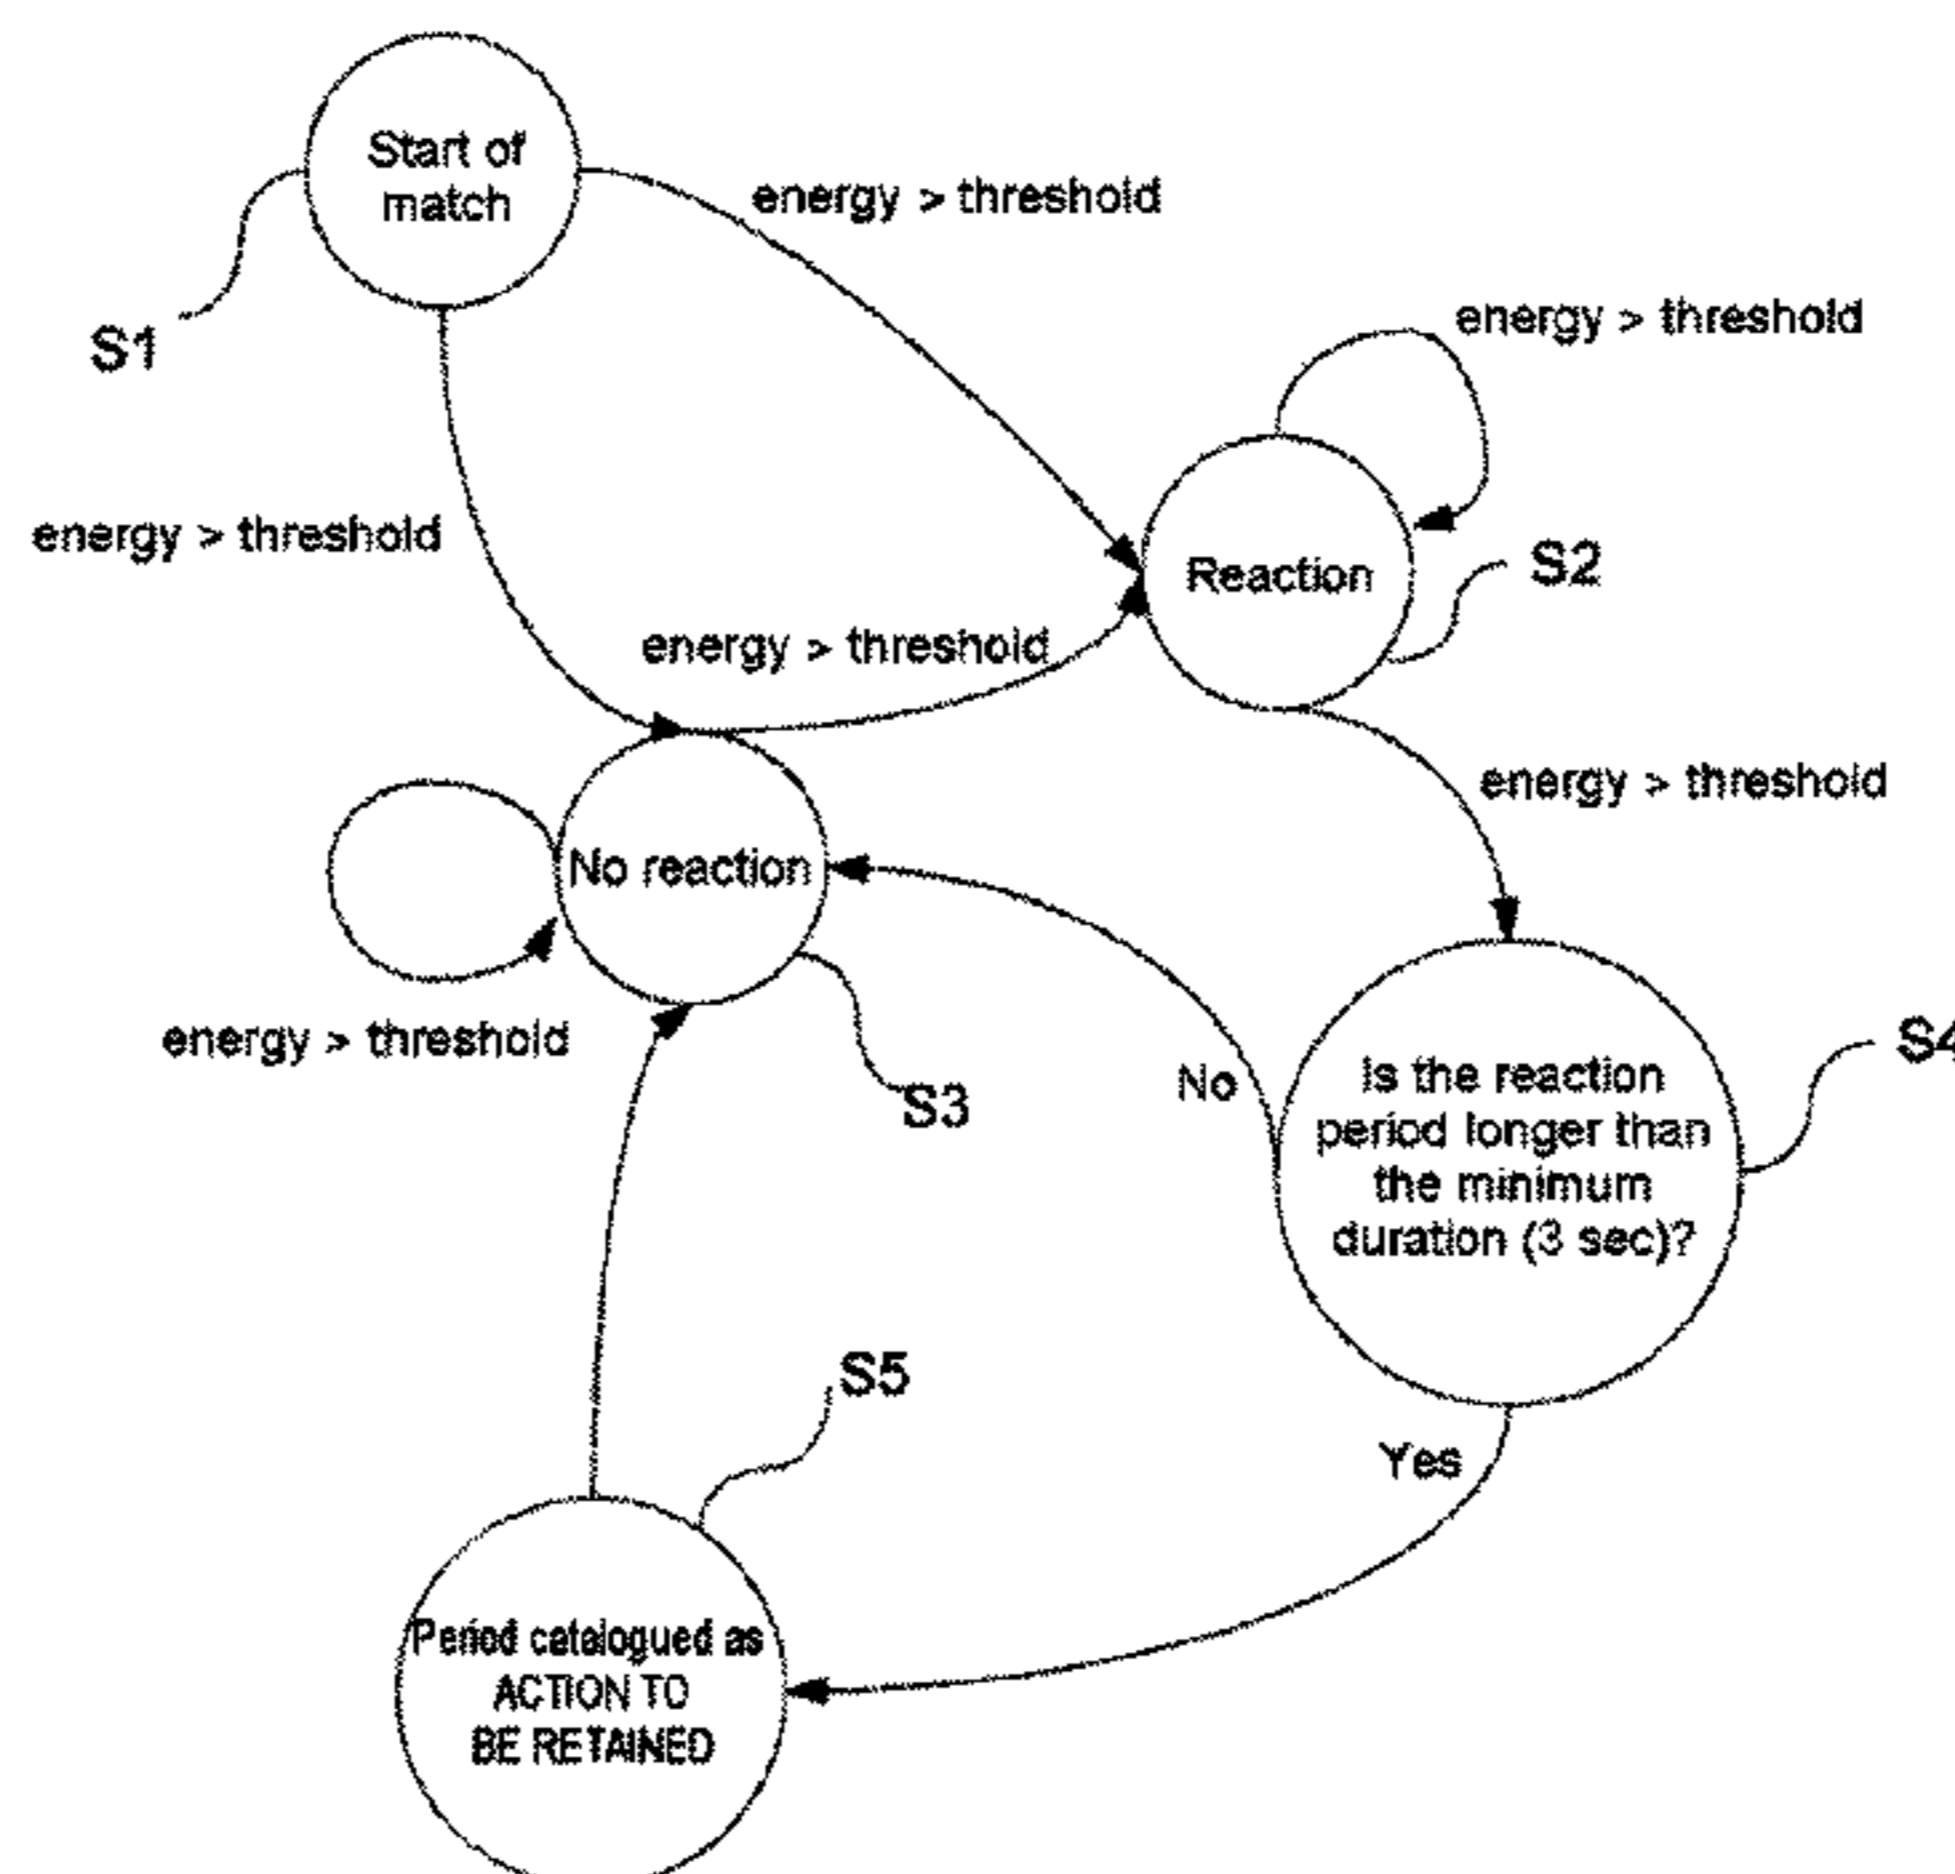 Start of
match
energy > threshold
S1
energy > threshold
energy > threshold
Reaction
S2
energy > threshold
energy > threshold
No reaction
energy > threshold
S3
No
Is the reaction
period longer than
the minimum
duration (3 sec)?
S4
S5
Yes
Period catalogued as
ACTION TO
BE RETAINED